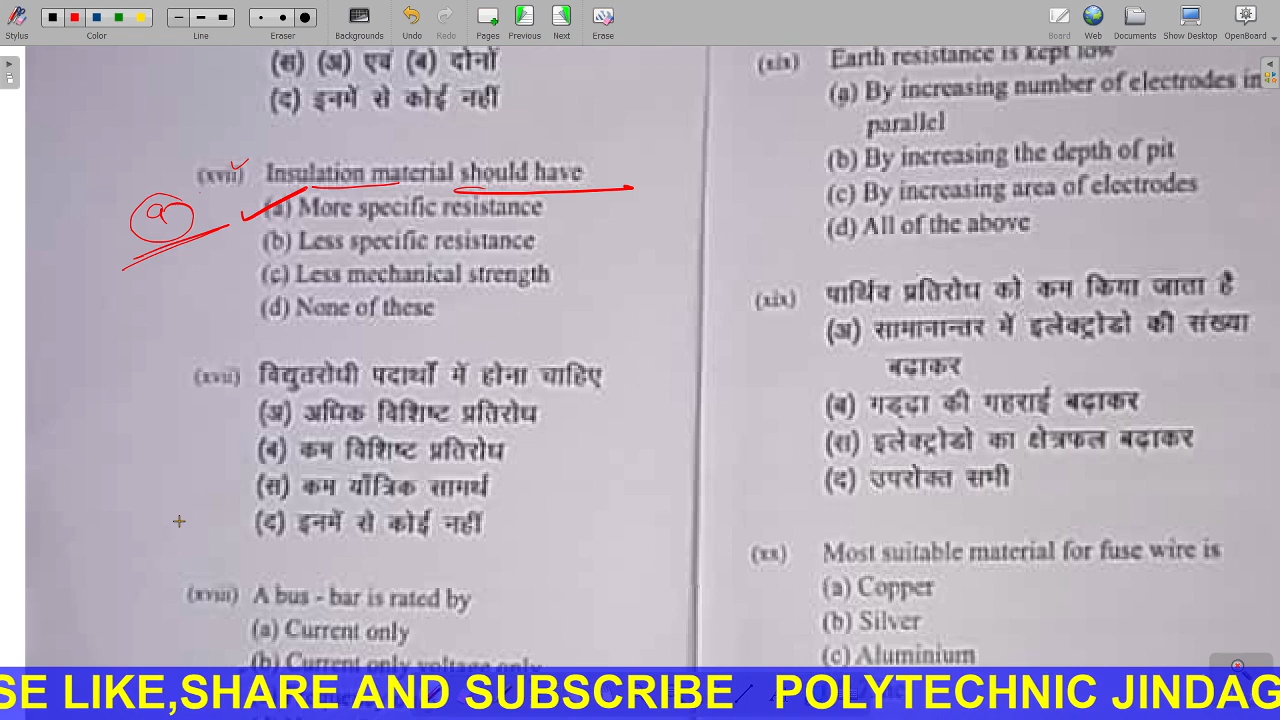 Stylus
Color
Line
Eraser
Backgrounds
Undo
Redo
Pages
Previous
Next
Erase
Board
Web
Documents
Show Desktop
OpenBoard
(स) (अ) एवं (ब) दोनों
(द) इनमें से कोई नहीं
(xvii) Insulation material should have
(a) More specific resistance
(b) Less specific resistance
(c) Less mechanical strength
(d) None of these
a
(xvii) विद्युतरोधी पदार्थों में होना चाहिए
(अ) अधिक विशिष्ट प्रतिरोध
(ब) कम विशिष्ट प्रतिरोध
(स) कम याँत्रिक सामर्थ
(द) इनमें से कोई नहीं
(xviii) A bus - bar is rated by
(a) Current only
(b) Current only voltage only
(xix) Earth resistance is kept low
(a) By increasing number of electrodes in
parallel
(b) By increasing the depth of pit
(c) By increasing area of electrodes
(d) All of the above
(xix) पार्थिव प्रतिरोध को कम किया जाता है
(अ) सामानान्तर में इलेक्ट्रोडो की संख्या
बढ़ाकर
(ब) गड्ढा की गहराई बढ़ाकर
(स) इलेक्ट्रोडो का क्षेत्रफल बढ़ाकर
(द) उपरोक्त सभी
(xx) Most suitable material for fuse wire is
(a) Copper
(b) Silver
(c) Aluminium
SE LIKE,SHARE AND SUBSCRIBE POLYTECHNIC JINDAG